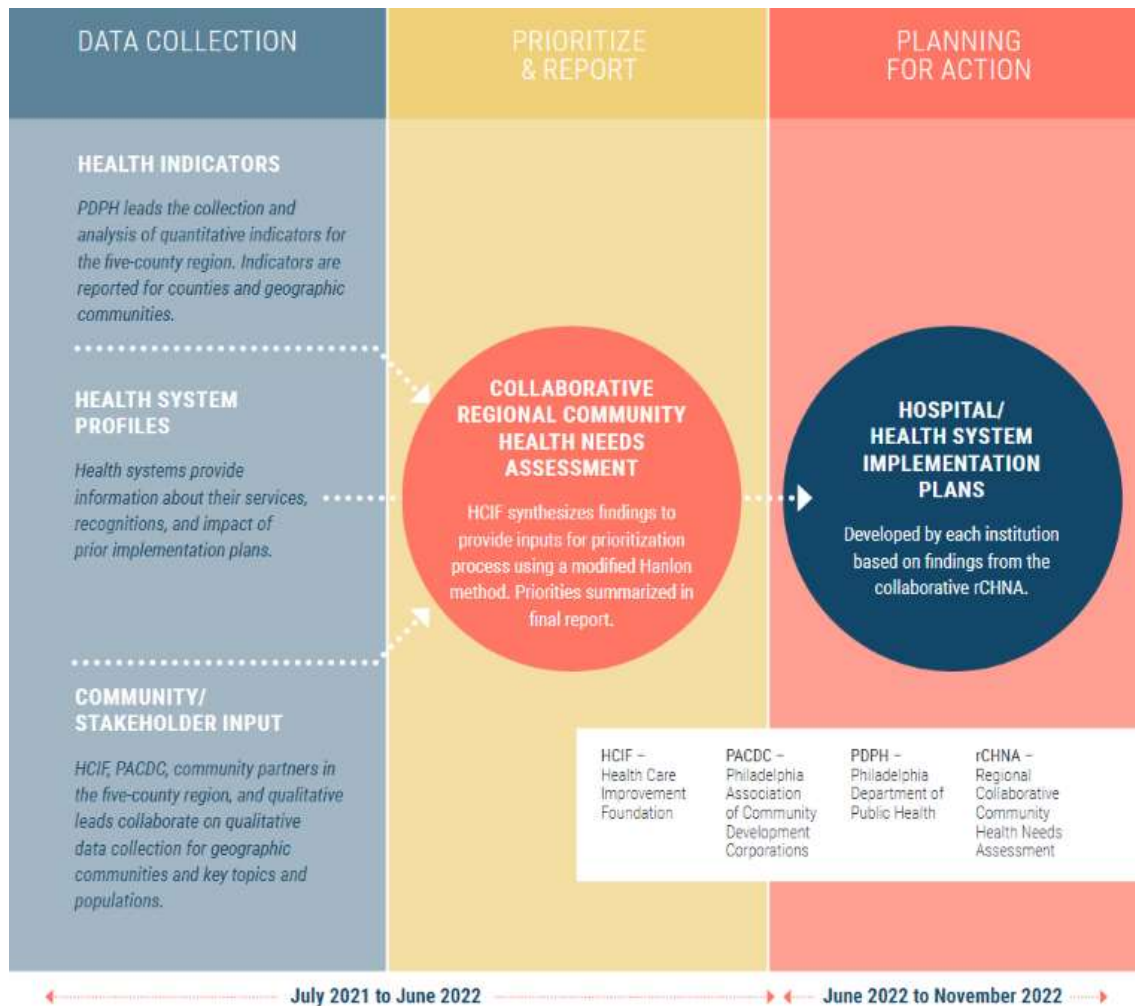 DATA COLLECTION
PRIORITIZE
& REPORT
PLANNING
FOR ACTION
HEALTH INDICATORS
PDPH leads the collection and
analysis of quantitative indicators for
the five-county region. Indicators are
reported for counties and geographic
communities.
HEALTH SYSTEM
PROFILES
Health systems provide
information about their services,
recognitions, and impact of
prior implementation plans.
COMMUNITY/
STAKEHOLDER INPUT
HCIF, PACDC, community partners in
the five-county region, and qualitative
leads collaborate on qualitative
data collection for geographic
communities and key topics and
populations.
COLLABORATIVE
REGIONAL COMMUNITY
HEALTH NEEDS
ASSESSMENT
HCIF synthesizes findings to
provide inputs for prioritization
process using a modified Hanlon
method. Priorities summarized in
final report.
HOSPITAL/
HEALTH SYSTEM
IMPLEMENTATION
PLANS
Developed by each institution
based on findings from the
collaborative rCHNA.
HCIF –
Health Care
Improvement
Foundation
PACDC –
Philadelphia
Association
of Community
Development
Corporations
PDPH –
Philadelphia
Department of
Public Health
rCHNA –
Regional
Collaborative
Community
Health Needs
Assessment
July 2021 to June 2022
June 2022 to November 2022